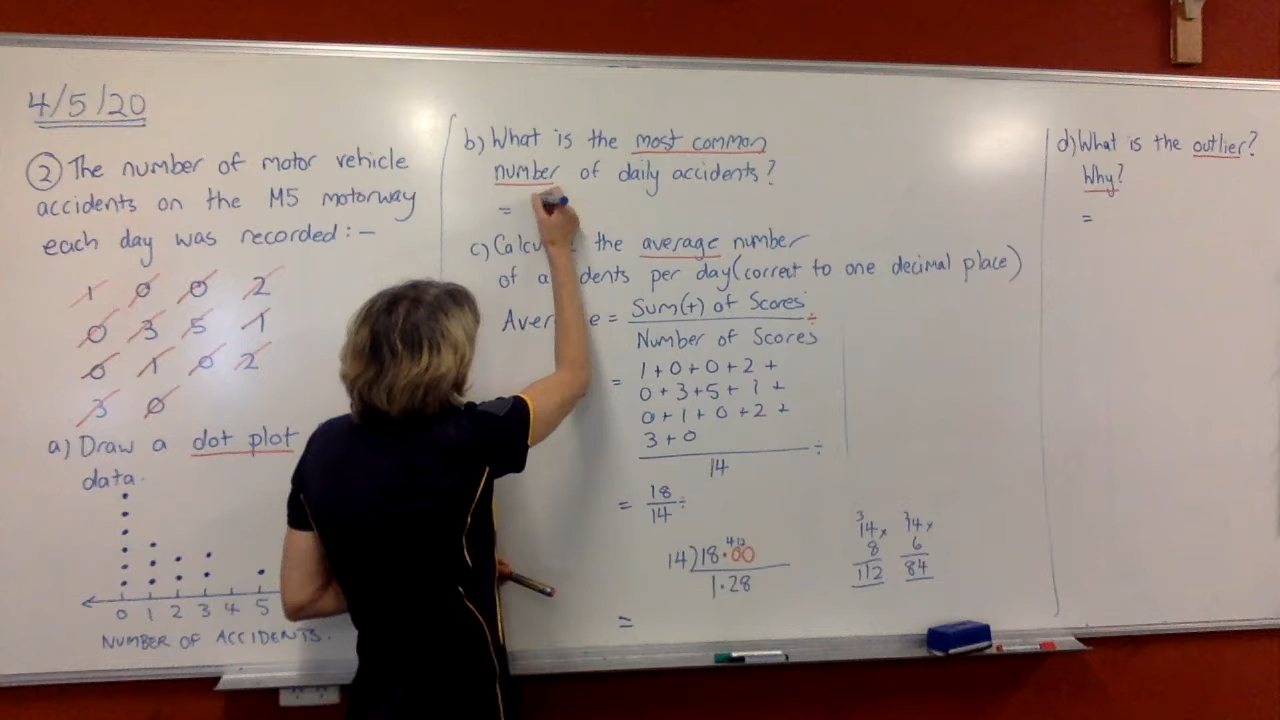 4/5/20
② The number of motor vehicle
accidents on the M5 motorway
each day was recorded:-
1 0 0 2
0 3 5 1
0 1 0 2
3 0
a) Draw a dot plot
data.
0 1 2 3 4 5
NUMBER OF ACCIDENTS.
b) What is the most common
number of daily accidents?
=
c) the average number
of per day (correct to one decimal place)
= Sum(+) of Scores ÷
Number of Scores
= 1+0+0+2+
0+3+5+1+
0+1+0+2+
3+0 ÷
14
= 18
14 ÷
14)18.00
4 12
1.28
=
3 3
14x 14x
8 6
112 84
d) What is the outlier?
Why?
=